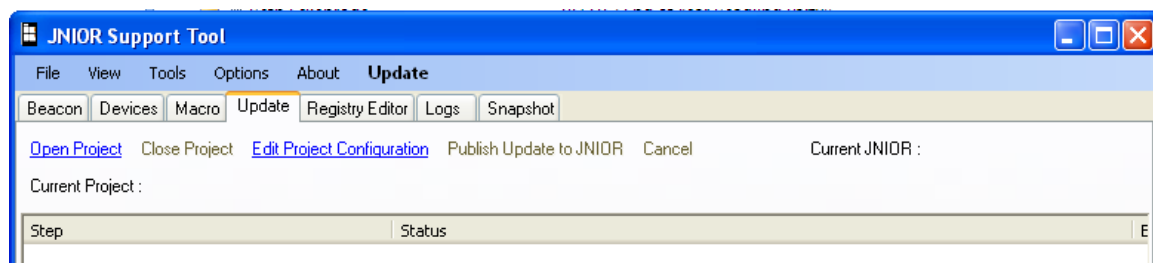 JNIOR Support Tool
File View Tools Options About Update
Beacon Devices Macro Update Registry Editor Logs Snapshot
Open Project Close Project Edit Project Configuration Publish Update to JNIOR Cancel Current JNIOR :
Current Project :
Step Status